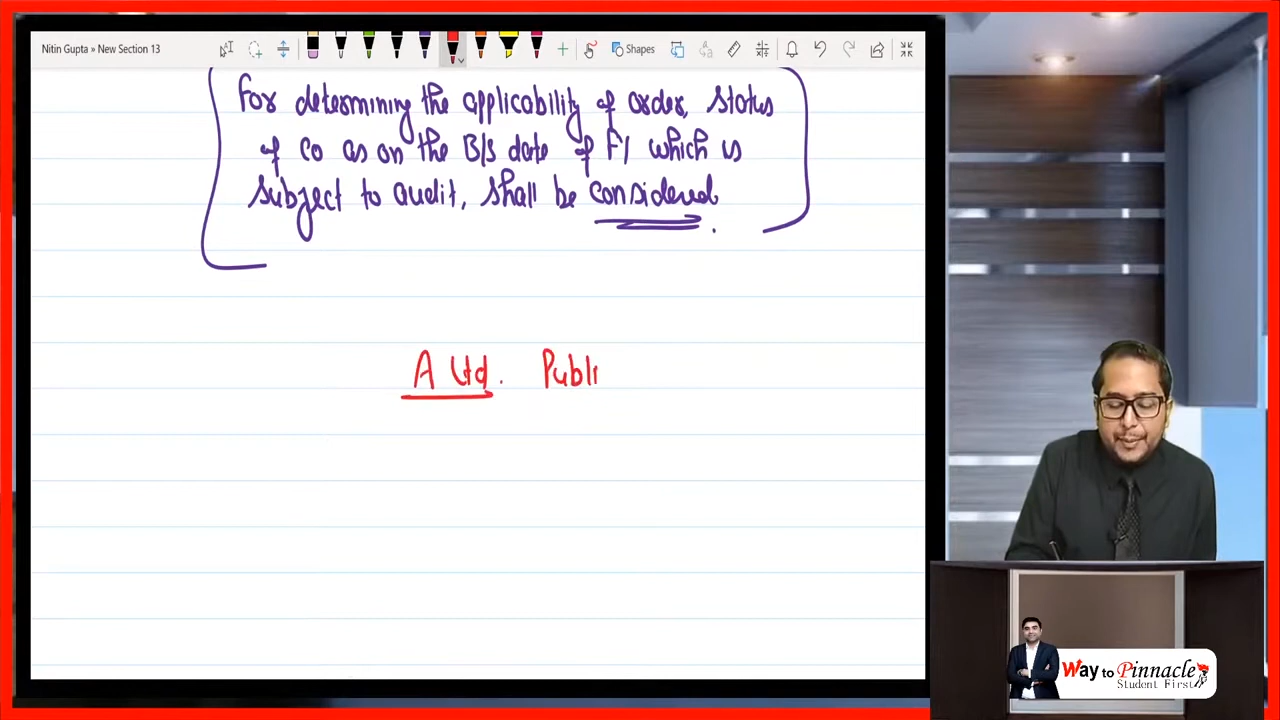 Nitin Gupta » New Section 13
Shapes
For determining the applicability of order, status
of co as on the B/S date of FY which is
subject to audit, shall be considered.
A Ltd. Publi
Way to Pinnacle
Student First